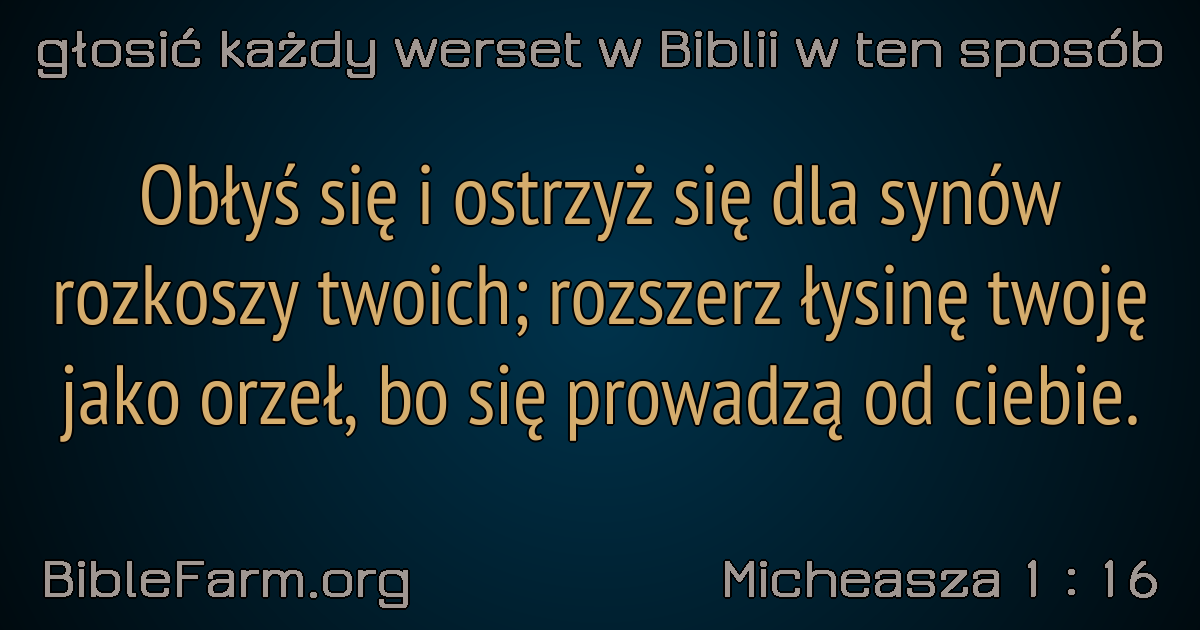 głosić każdy werset w Biblii w ten sposób
Obłyś się i ostrzyż się dla synów
rozkoszy twoich; rozszerz łysinę twoję
jako orzeł, bo się prowadzą od ciebie.
BibleFarm.org
Micheasza 1 : 16